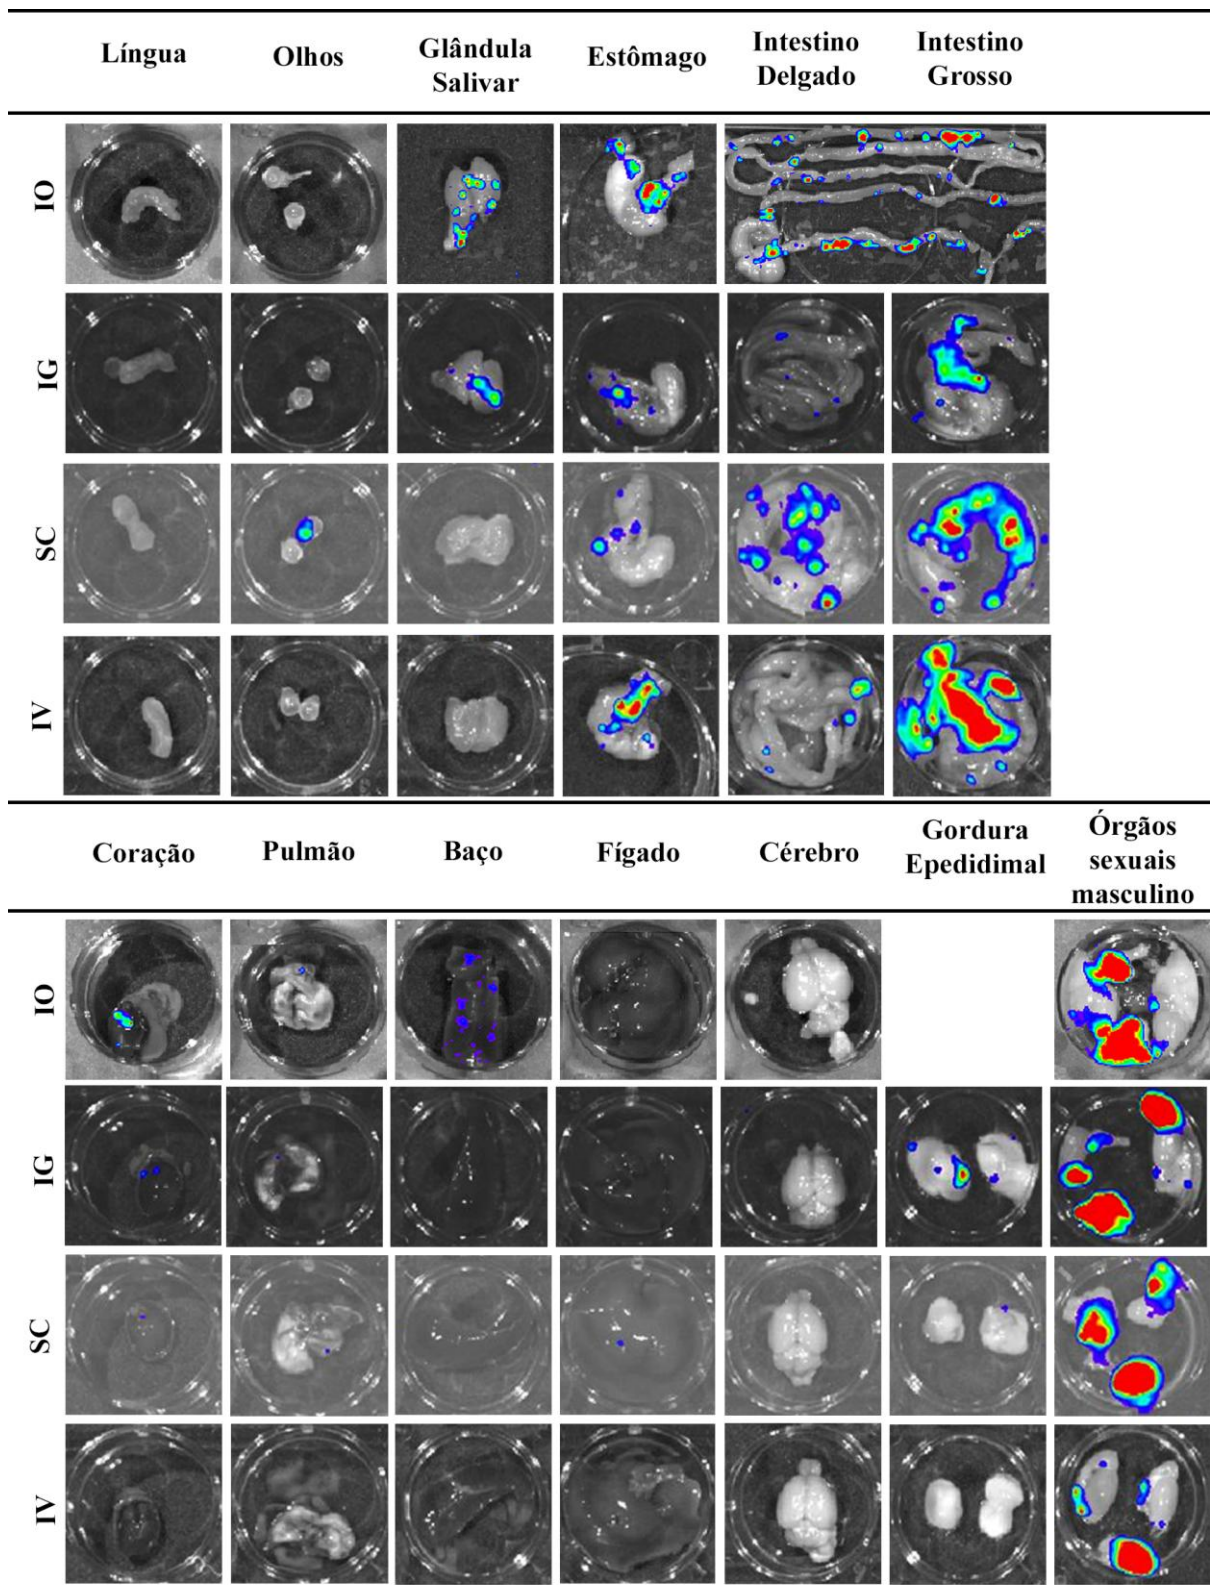 Língua
Olhos
Glândula
Salivar
Estômago
Intestino
Delgado
Intestino
Grosso
IO
IG
SC
IV
Coração
Pulmão
Baço
Fígado
Cérebro
Gordura
Epedidimal
Órgãos
sexuais
masculino
IO
IG
SC
IV